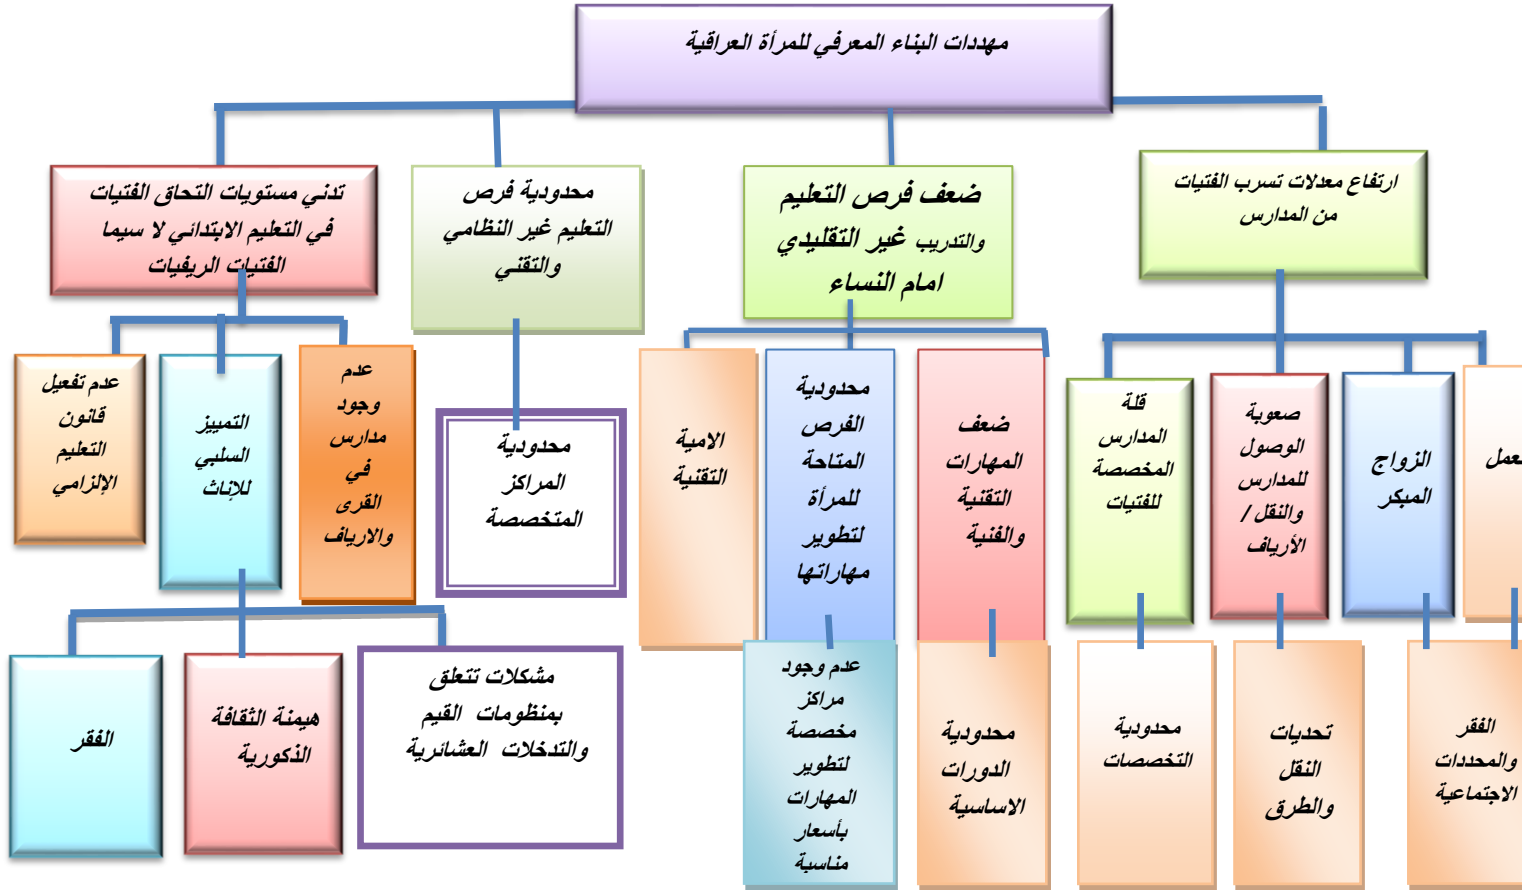 مهددات البناء المعرفي للمرأة العراقية
ارتفاع معدلات تسرب الفتيات
من المدارس
ضعف فرص التعليم
والتدريب غير التقليدي
امام النساء
محدودية فرص
التعليم غير النظامي
والتقني
تدني مستويات التحاق الفتيات
في التعليم الابتدائي لا سيما
الفتيات الريفيات
الزواج
المبكر
صعوبة
الوصول
للمدارس
والنقل /
الأرياف
قلة
المدارس
المخصصة
للفتيات
ضعف
المهارات
التقنية
والفنية
محدودية
الفرص
المتاحة
للمرأة
لتطوير
مهاراتها
الامية
التقنية
محدودية
المراكز
المتخصصة
عدم
وجود
مدارس
في
القرى
والارياف
التمييز
السلبي
للإناث
عدم تفعيل
قانون
التعليم
الإلزامي
الفقر
والمحددات
الاجتماعية
تحديات
النقل
والطرق
محدودية
التخصصات
محدودية
الدورات
الاساسية
عدم وجود
مراكز
مخصصة
لتطوير
المهارات
بأسعار
مناسبة
مشكلات تتعلق
بمنظومات القيم
والتدخلات العشائرية
هيمنة الثقافة
الذكورية
الفقر